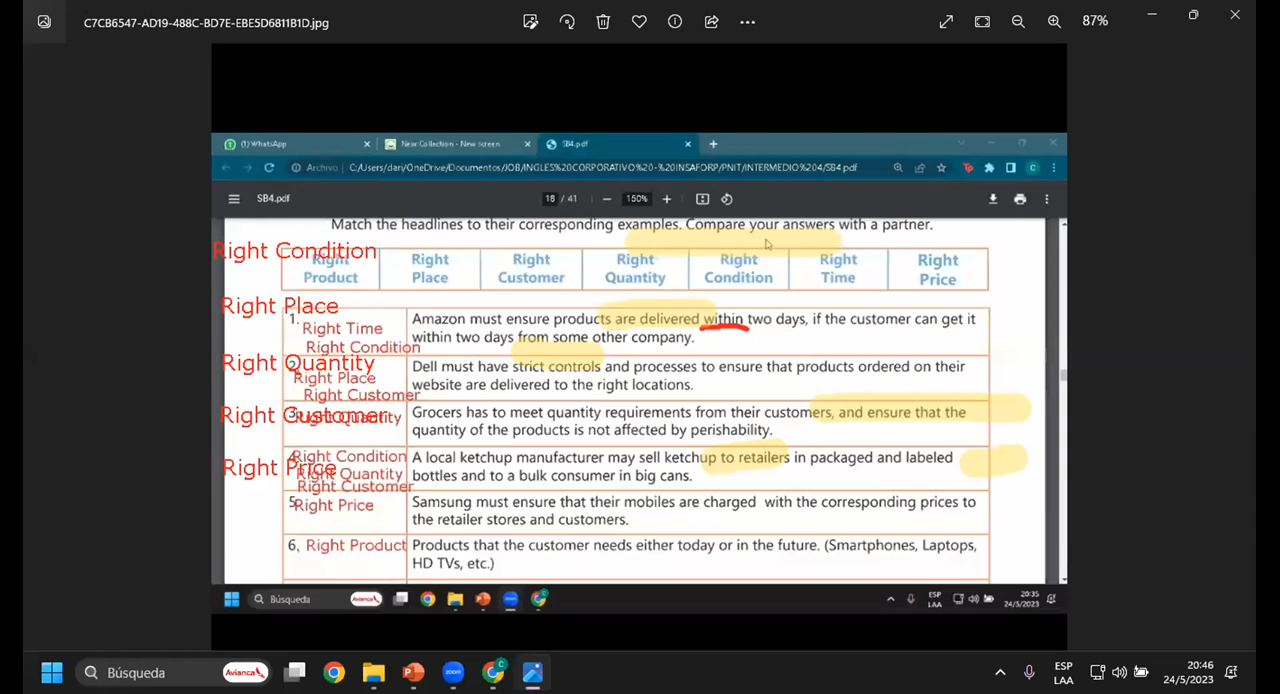 C7CB6547-AD19-488C-BD7E-EBE5D6811B1D.jpg
87%
(1) WhatsApp
New Collection - New screen
SB4.pdf
Archivo
C:/Users/darj/OneDrive/Documentos/JOB/INGLES%20CORPORATIVO%20-%20INSAFORP/PNIT/INTERMEDIO%204/SB4.pdf
SB4.pdf
18 / 41
150%
Match the headlines to their corresponding examples. Compare your answers with a partner.
Right Condition
Right Product
Right Place
Right Customer
Right Quantity
Right Condition
Right Time
Right Price
Right Place
1.
Right Time
Right Condition
Amazon must ensure products are delivered within two days, if the customer can get it
within two days from some other company.
Right Quantity
Right Place
Right Customer
Dell must have strict controls and processes to ensure that products ordered on their
website are delivered to the right locations.
Right Customer
3.
Right Quantity
Grocers has to meet quantity requirements from their customers, and ensure that the
quantity of the products is not affected by perishability.
Right Price
Right Condition
Right Quantity
Right Customer
A local ketchup manufacturer may sell ketchup to retailers in packaged and labeled
bottles and to a bulk consumer in big cans.
5.
Right Price
Samsung must ensure that their mobiles are charged with the corresponding prices to
the retailer stores and customers.
6.
Right Product
Products that the customer needs either today or in the future. (Smartphones, Laptops,
HD TVs, etc.)
Búsqueda
Avianca
ESP
LAA
20:35
24/5/2023
Búsqueda
Avianca
zoom
ESP
LAA
20:46
24/5/2023